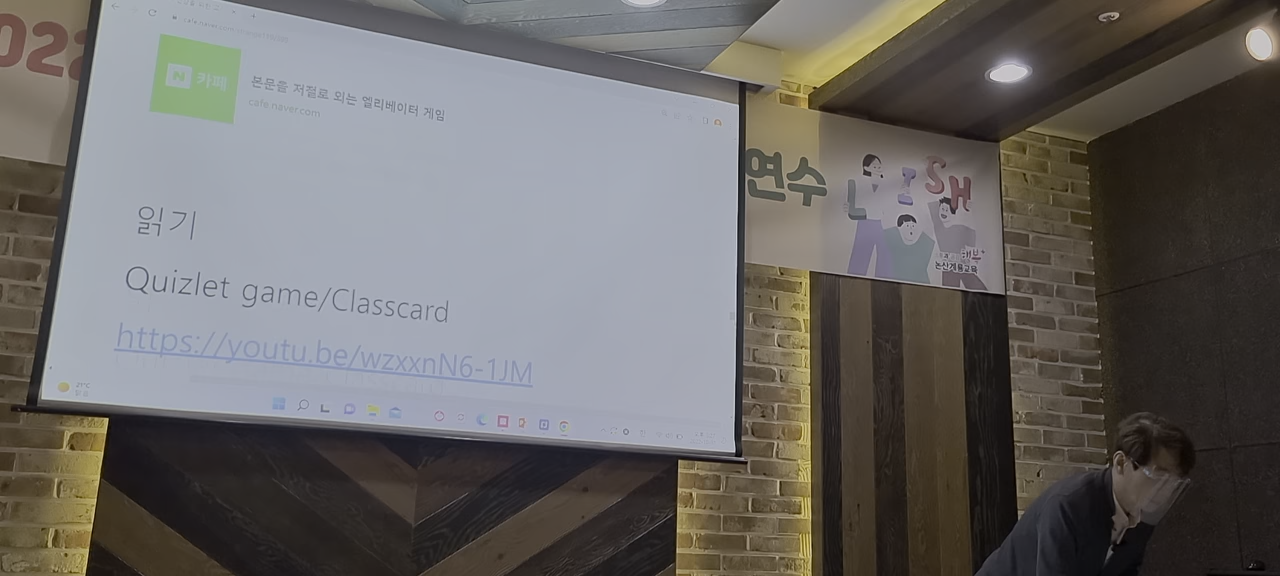 2022
N 카페
본문을 저절로 외는 엘리베이터 게임
cafe.naver.com
읽기
Quizlet game/Classcard
https://youtu.be/wzxxnN6-1JM
21°C
연수
L I S H
논산계룡교육